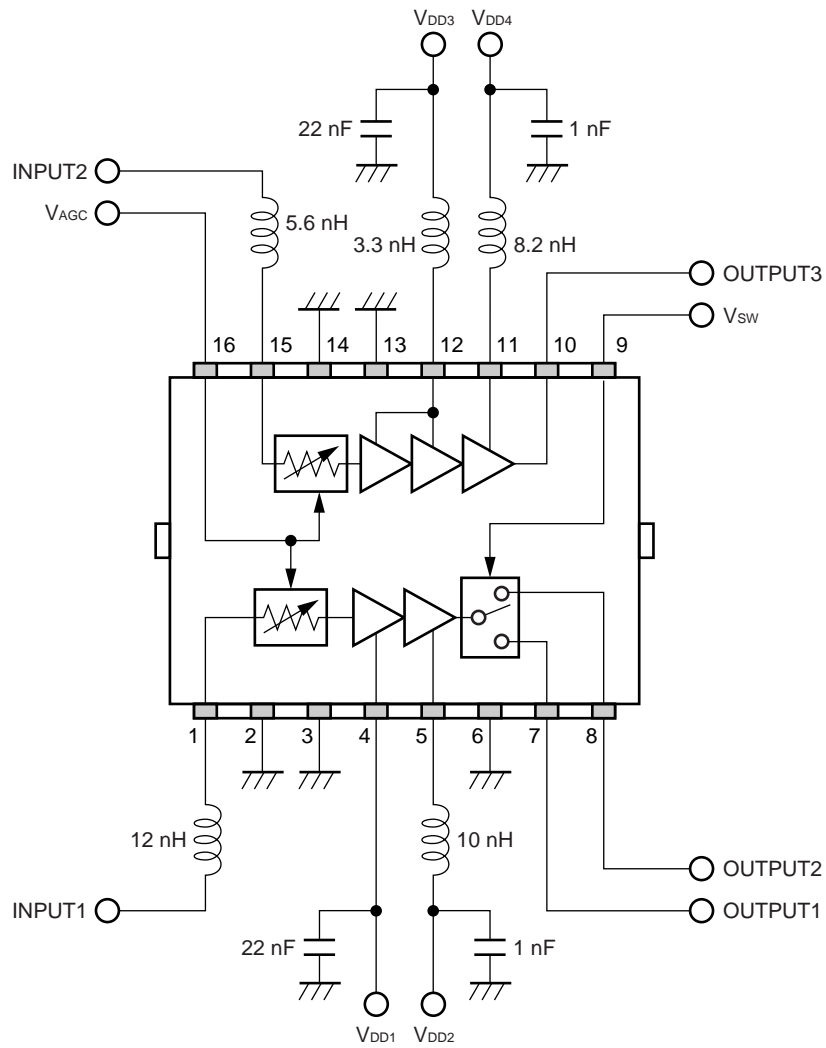 VDD3 VDD4
22 nF 1 nF
INPUT2
VAGC
5.6 nH 3.3 nH 8.2 nH
OUTPUT3
VSW
16 15 14 13 12 11 10 9
1 2 3 4 5 6 7 8
12 nH 10 nH
OUTPUT2
INPUT1 OUTPUT1
22 nF 1 nF
VDD1 VDD2